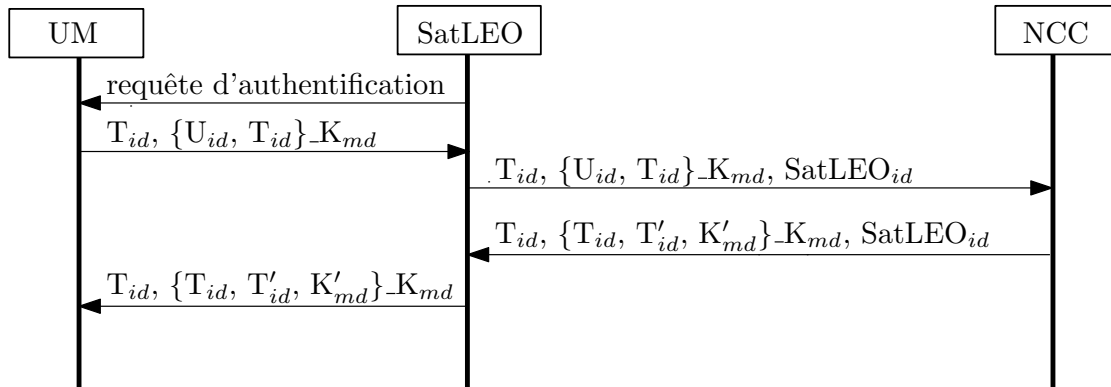 UM SatLEO NCC
requête d'authentification
T_id, {U_id, T_id}_K_md
T_id, {U_id, T_id}_K_md, SatLEO_id
T_id, {T_id, T'_id, K'_md}_K_md, SatLEO_id
T_id, {T_id, T'_id, K'_md}_K_md